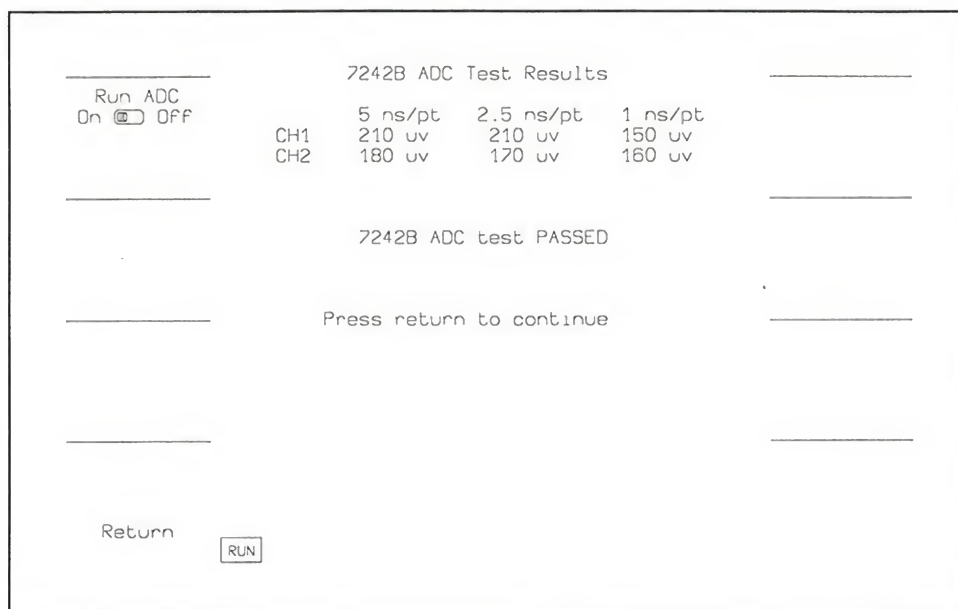 7242B ADC Test Results
Run ADC
On Off
5 ns/pt 2.5 ns/pt 1 ns/pt
CH1 210 uv 210 uv 150 uv
CH2 180 uv 170 uv 160 uv
7242B ADC test PASSED
Press return to continue
Return
RUN